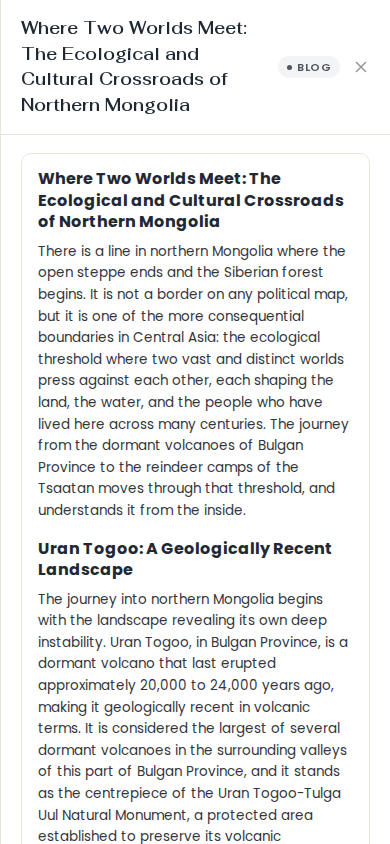 Where Two Worlds Meet:
The Ecological and
Cultural Crossroads of
Northern Mongolia
BLOG
Where Two Worlds Meet: The
Ecological and Cultural Crossroads
of Northern Mongolia
There is a line in northern Mongolia where the
open steppe ends and the Siberian forest
begins. It is not a border on any political map,
but it is one of the more consequential
boundaries in Central Asia: the ecological
threshold where two vast and distinct worlds
press against each other, each shaping the
land, the water, and the people who have
lived here across many centuries. The journey
from the dormant volcanoes of Bulgan
Province to the reindeer camps of the
Tsaatan moves through that threshold, and
understands it from the inside.
Uran Togoo: A Geologically Recent
Landscape
The journey into northern Mongolia begins
with the landscape revealing its own deep
instability. Uran Togoo, in Bulgan Province, is a
dormant volcano that last erupted
approximately 20,000 to 24,000 years ago,
making it geologically recent in volcanic
terms. It is considered the largest of several
dormant volcanoes in the surrounding valleys
of this part of Bulgan Province, and it stands
as the centrepiece of the Uran Togoo-Tulga
Uul Natural Monument, a protected area
established to preserve its volcanic